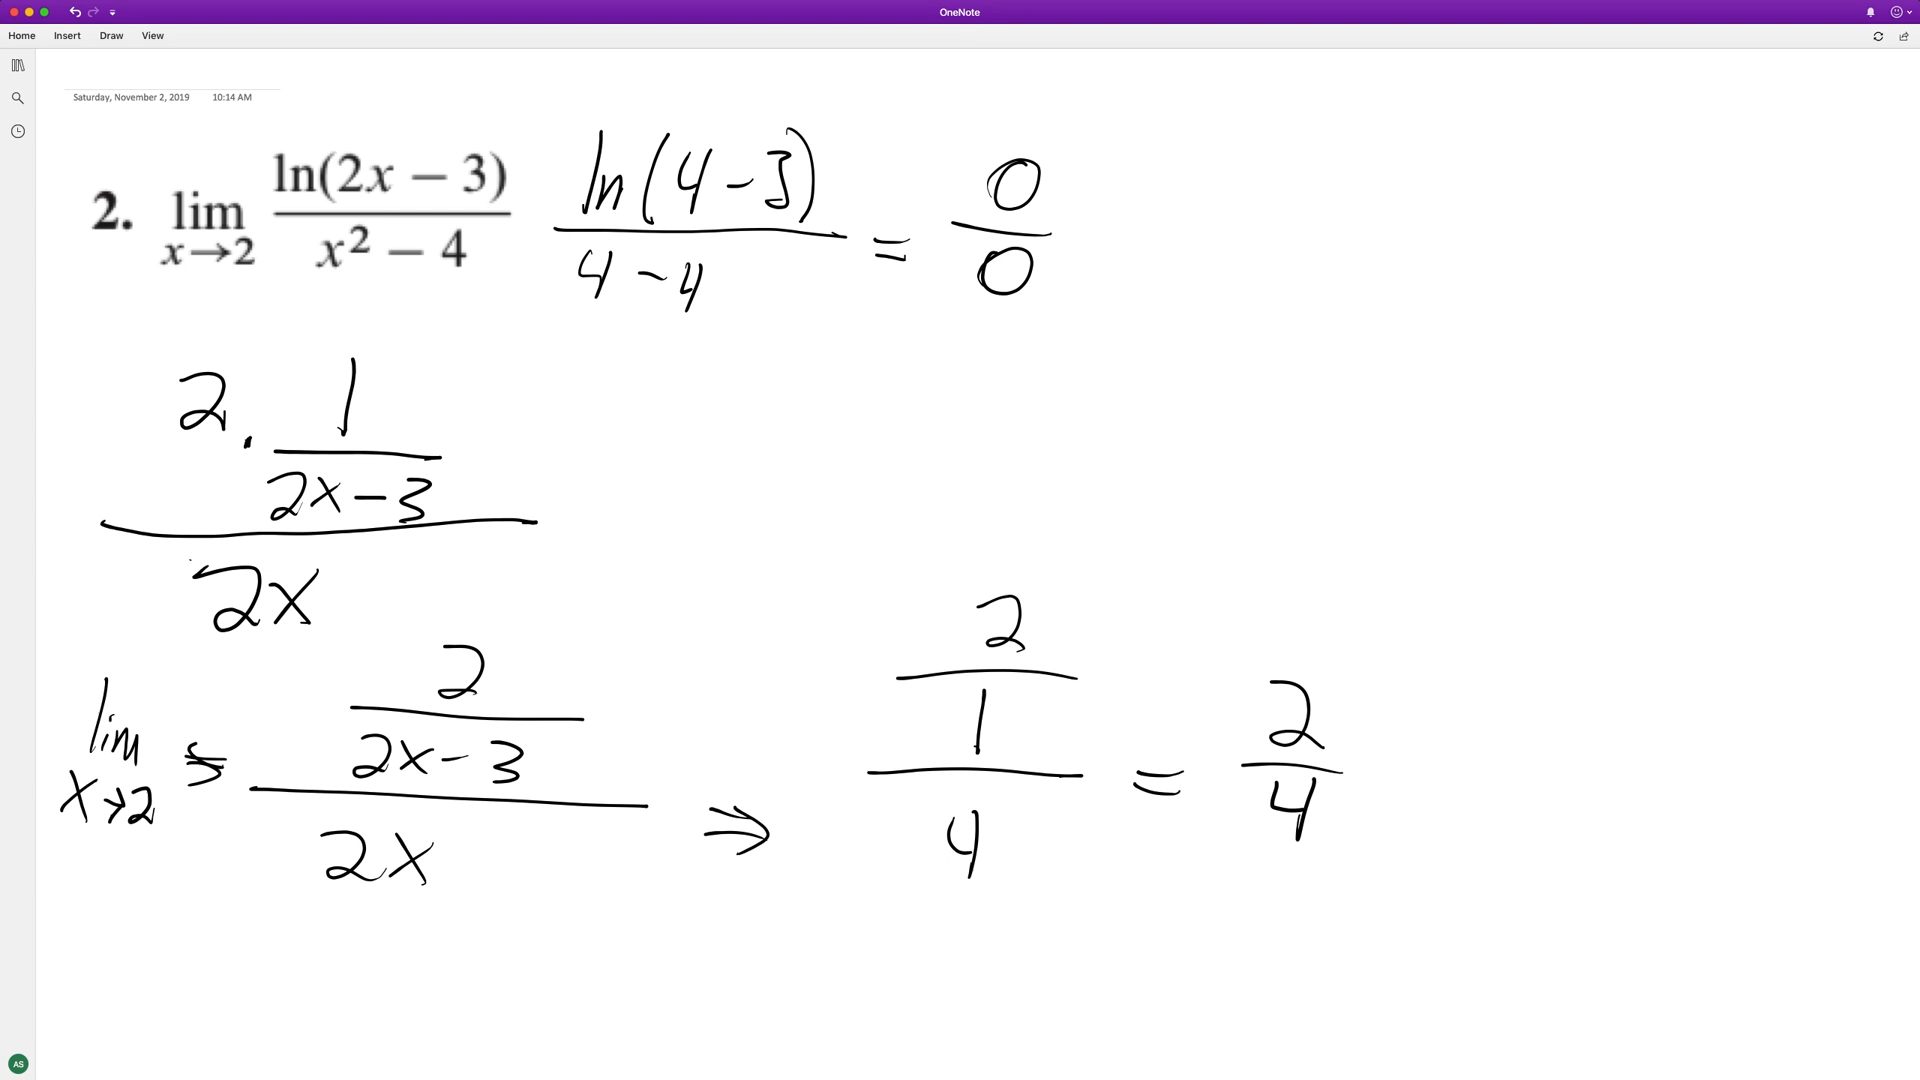 OneNote
Home Insert Draw View
Saturday, November 2, 2019 10:14 AM
2. lim x→2 ln(2x − 3) / x² − 4
ln(4 − 3) / 4 − 4 = 0 / 0
2 · 1 / 2x − 3 / 2x
lim x→2 = 2 / 2x − 3 / 2x ⇒ 2 / 1 / 4 = 2 / 4
AS